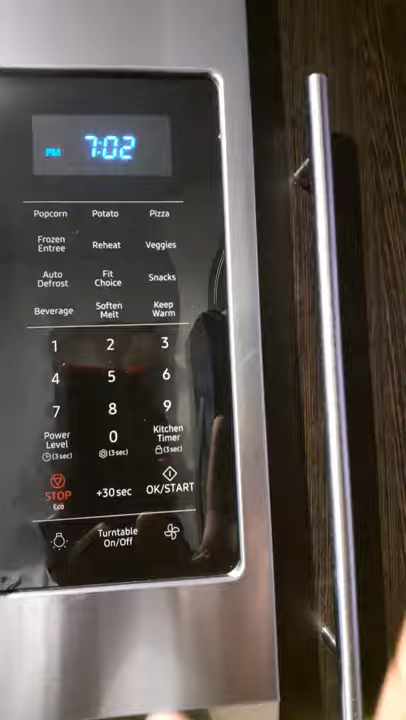 PM 7:02
Popcorn Potato Pizza
Frozen Entree Reheat Veggies
Auto Defrost Fit Choice Snacks
Beverage Soften Melt Keep Warm
1 2 3
4 5 6
7 8 9
Power Level 0 Kitchen Timer
(3 sec) (3 sec) (3 sec)
STOP +30 sec OK/START
Eco
Turntable
On/Off